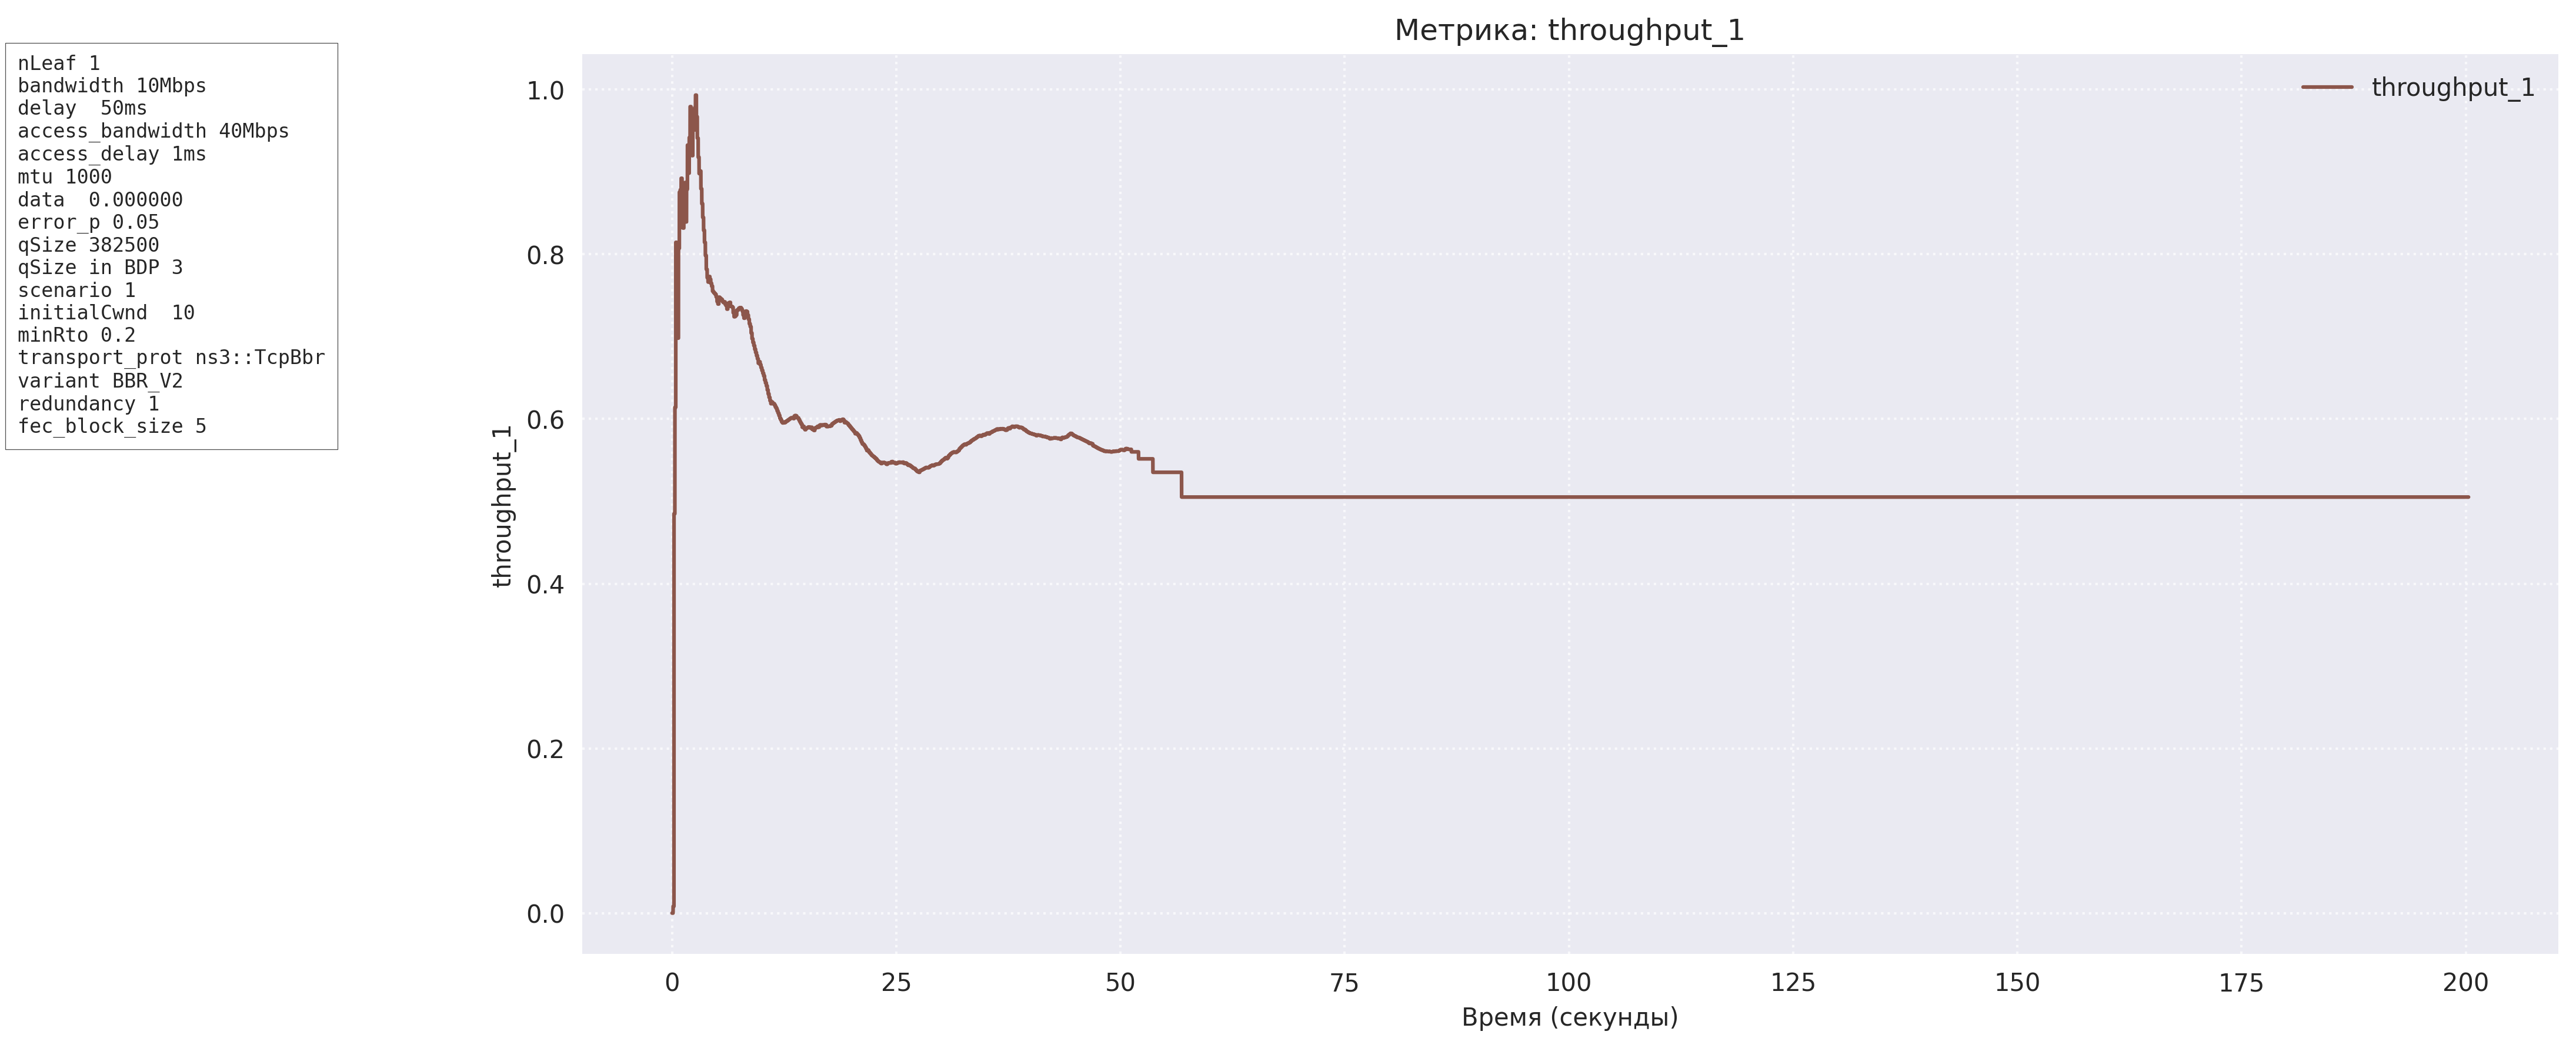 Метрика: throughput_1
nLeaf 1
bandwidth 10Mbps
delay  50ms
access_bandwidth 40Mbps
access_delay 1ms
mtu 1000
data  0.000000
error_p 0.05
qSize 382500
qSize in BDP 3
scenario 1
initialCwnd  10
minRto 0.2
transport_prot ns3::TcpBbr
variant BBR_V2
redundancy 1
fec_block_size 5
throughput_1
throughput_1
1.0
0.8
0.6
0.4
0.2
0.0
0 25 50 75 100 125 150 175 200
Время (секунды)